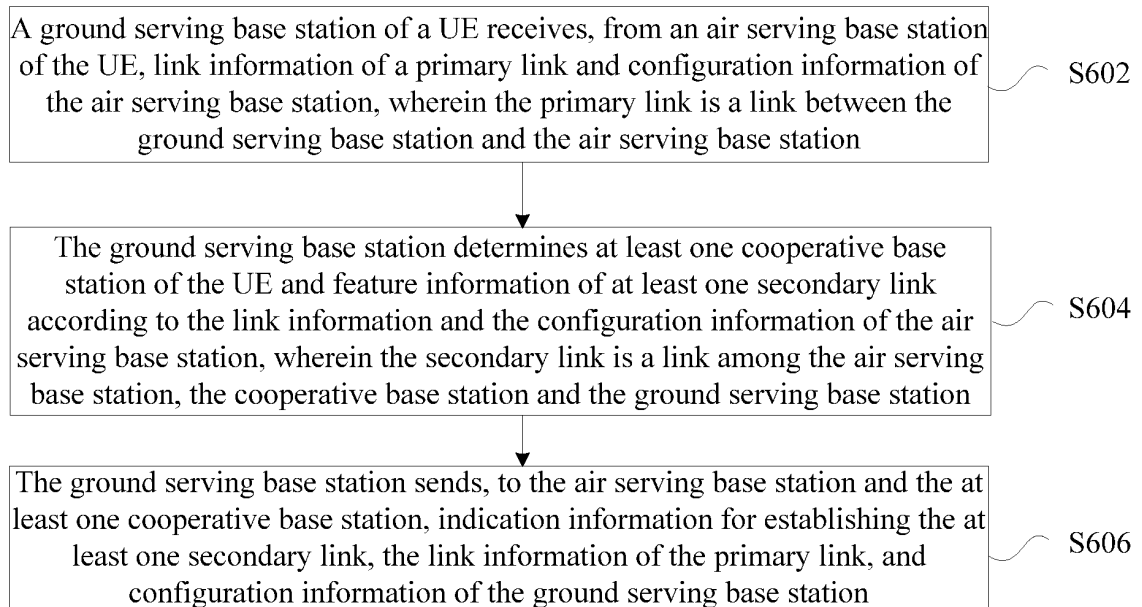 A ground serving base station of a UE receives, from an air serving base station
of the UE, link information of a primary link and configuration information of
the air serving base station, wherein the primary link is a link between the
ground serving base station and the air serving base station
S602
The ground serving base station determines at least one cooperative base
station of the UE and feature information of at least one secondary link
according to the link information and the configuration information of the air
serving base station, wherein the secondary link is a link among the air serving
base station, the cooperative base station and the ground serving base station
S604
The ground serving base station sends, to the air serving base station and the at
least one cooperative base station, indication information for establishing the at
least one secondary link, the link information of the primary link, and
configuration information of the ground serving base station
S606